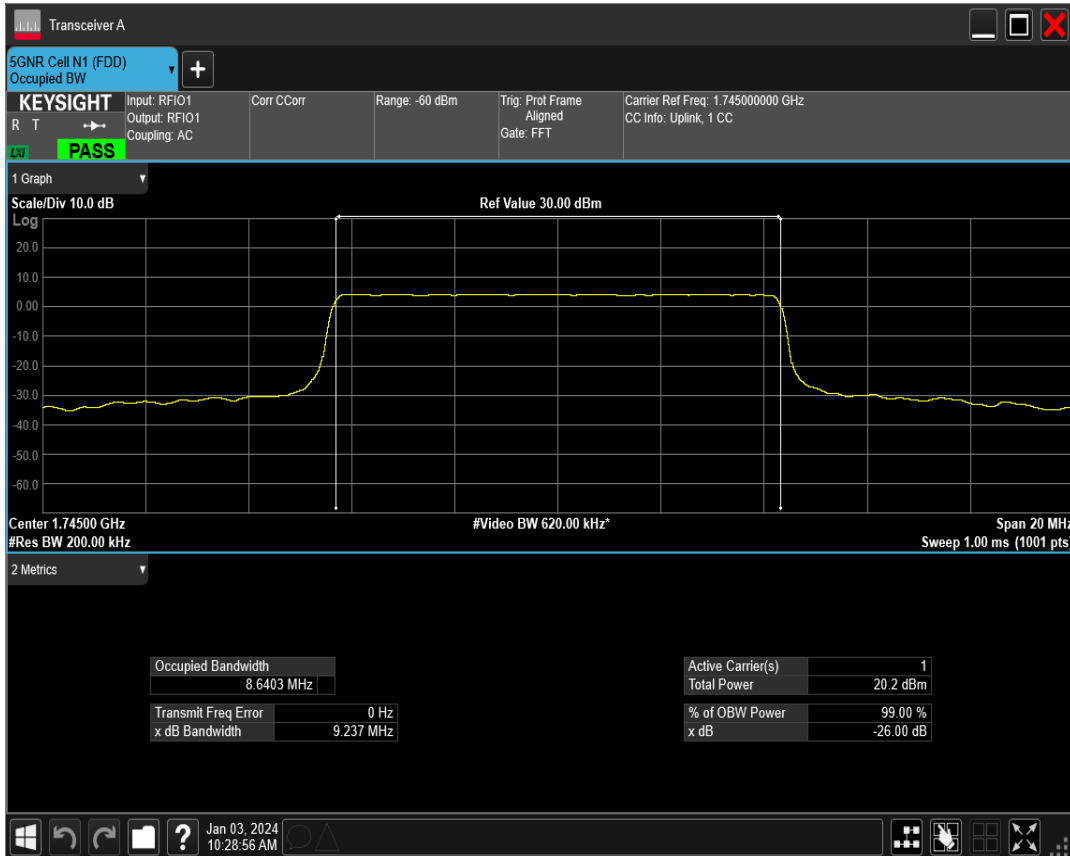 Transceiver A
5GNR Cell N1 (FDD)
Occupied BW
+
KEYSIGHT
R T
LXI
PASS
Input: RFIO1
Output: RFIO1
Coupling: AC
Corr CCorr
Range: -60 dBm
Trig: Prot Frame
Aligned
Gate: FFT
Carrier Ref Freq: 1.745000000 GHz
CC Info: Uplink, 1 CC
1 Graph
Scale/Div 10.0 dB
Ref Value 30.00 dBm
Log
20.0
10.0
0.00
-10.0
-20.0
-30.0
-40.0
-50.0
-60.0
Center 1.74500 GHz
#Video BW 620.00 kHz*
Span 20 MHz
#Res BW 200.00 kHz
Sweep 1.00 ms (1001 pts)
2 Metrics
Occupied Bandwidth
8.6403 MHz
Transmit Freq Error 0 Hz
x dB Bandwidth 9.237 MHz
Active Carrier(s) 1
Total Power 20.2 dBm
% of OBW Power 99.00 %
x dB -26.00 dB
?
Jan 03, 2024
10:28:56 AM